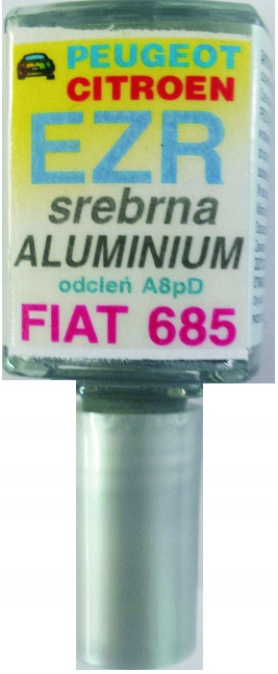 PEUGEOT
CITROEN
EZR
srebrna
ALUMINIUM
odcień A8pD
FIAT 685